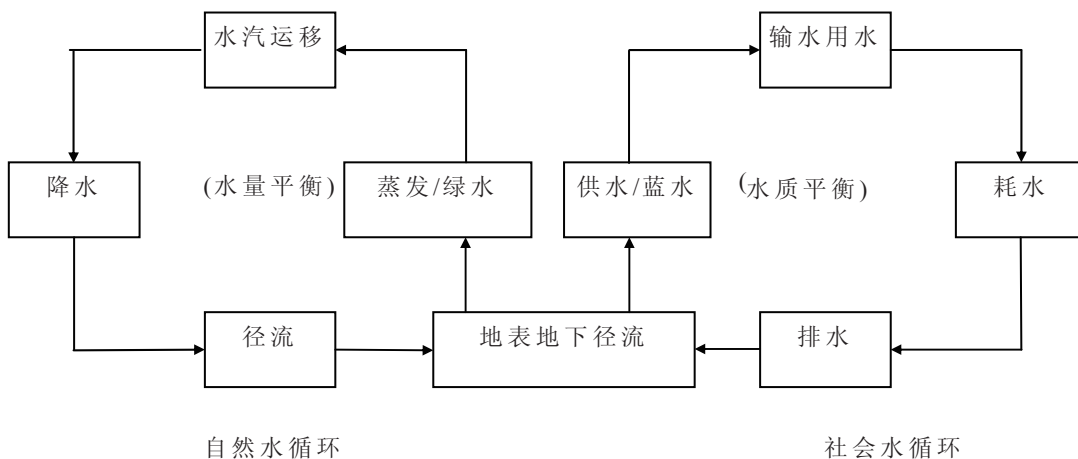 水汽运移
输水用水
降水
(水量平衡)
蒸发/绿水
供水/蓝水
(水质平衡)
耗水
径流
地表地下径流
排水
自然水循环
社会水循环